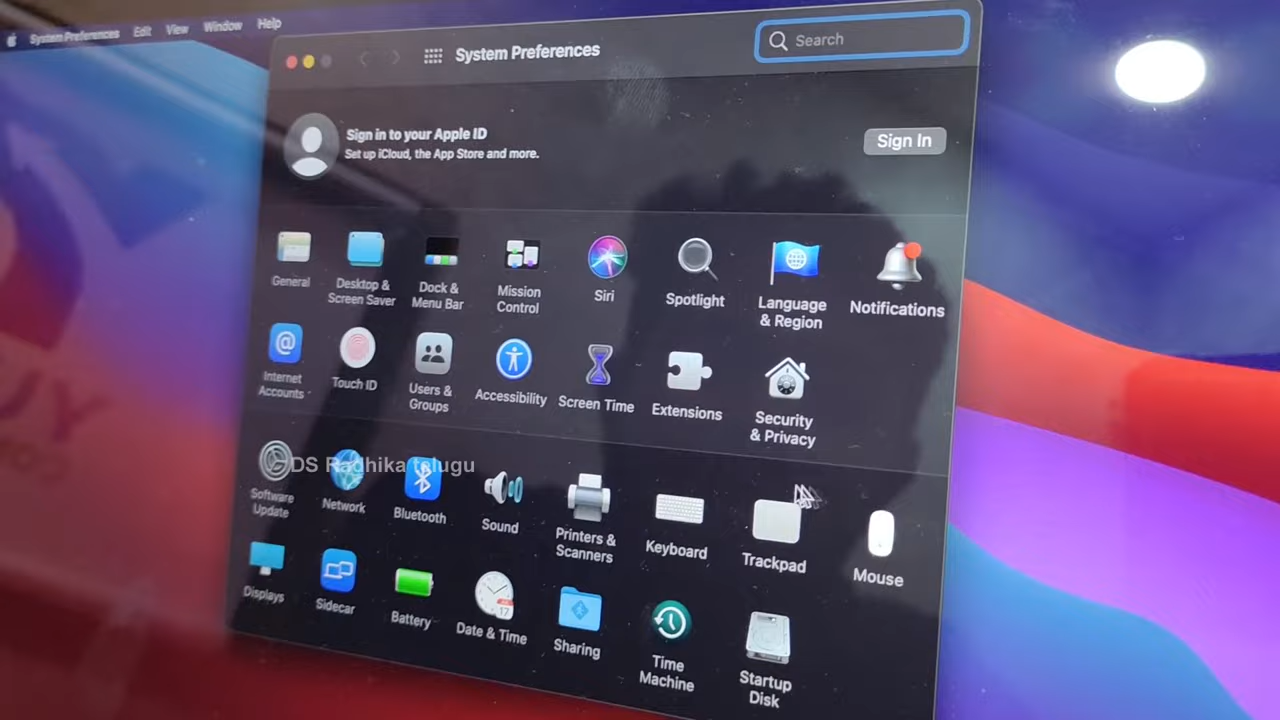 System Preferences Edit View Window Help
System Preferences
Search
Sign in to your Apple ID
Set up iCloud, the App Store and more.
Sign In
General
Desktop &
Screen Saver
Dock &
Menu Bar
Mission
Control
Siri
Spotlight
Language
& Region
Notifications
Internet
Accounts
Touch ID
Users &
Groups
Accessibility
Screen Time
Extensions
Security
& Privacy
DS Radhika telugu
Software
Update
Network
Bluetooth
Sound
Printers &
Scanners
Keyboard
Trackpad
Mouse
Displays
Sidecar
Battery
17
Date & Time
Sharing
Time
Machine
Startup
Disk